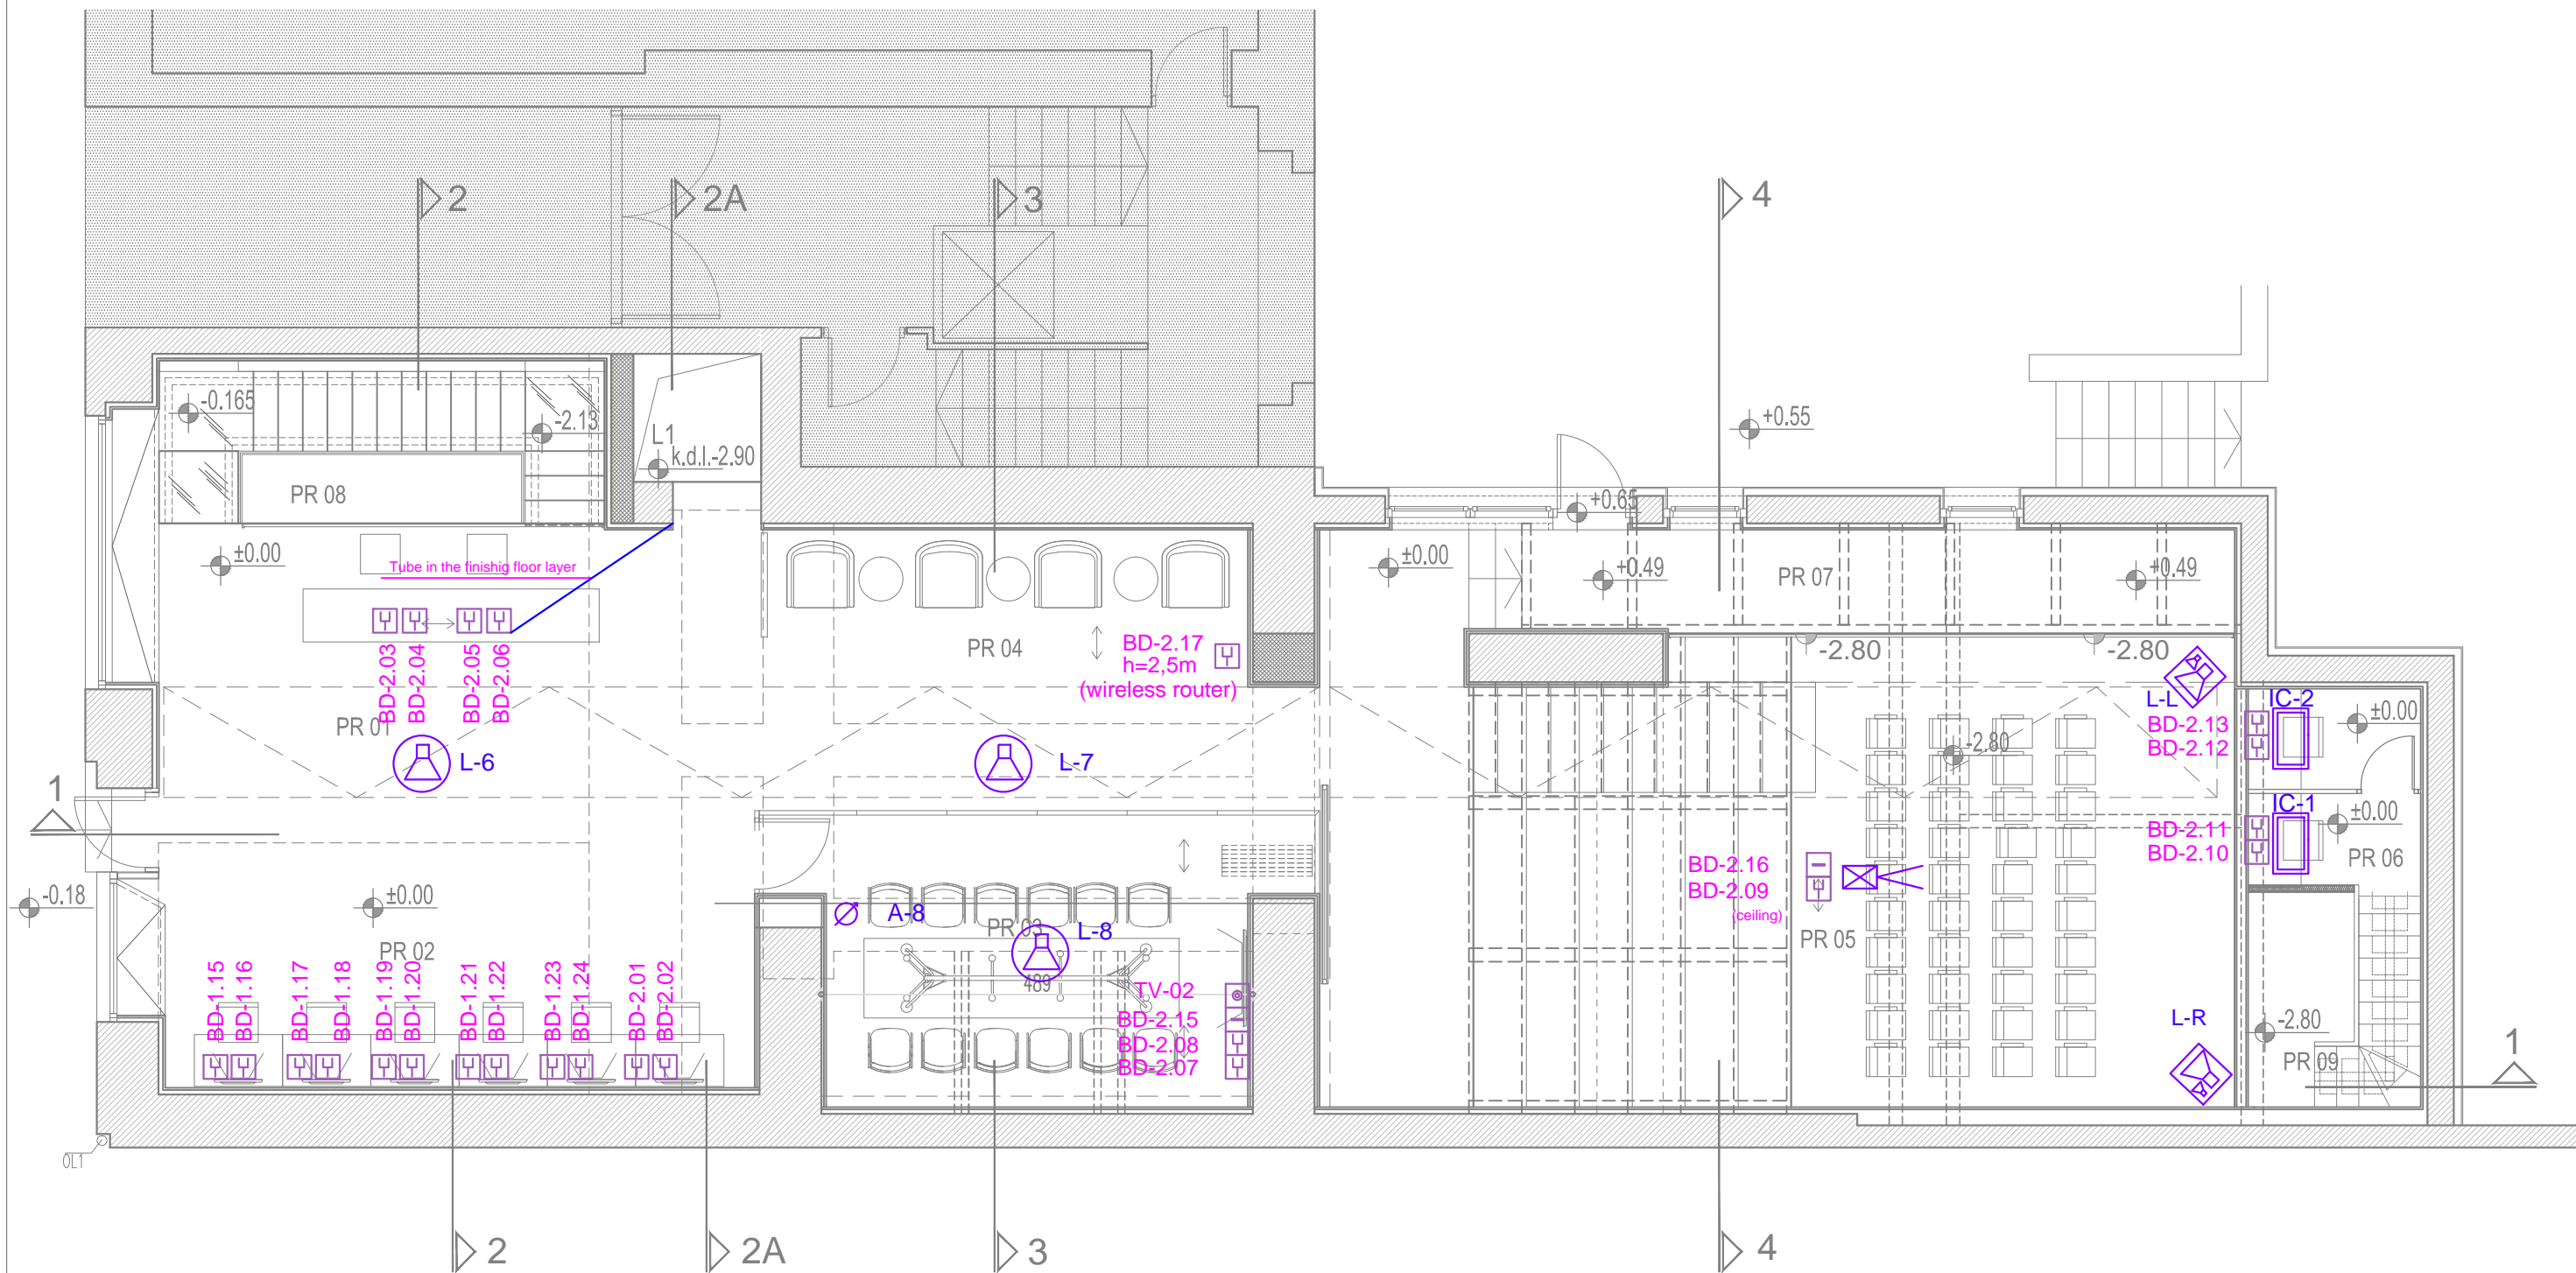 2
2A
3
4
-0.165
-2.13
L1
k.d.l.-2.90
+0.55
PR 08
+0.65
±0.00
Tube in the finishig floor layer
±0.00
+0.49
PR 07
+0.49
PR 04
BD-2.17
h=2,5m
(wireless router)
-2.80
-2.80
BD-2.03
BD-2.04
BD-2.05
BD-2.06
PR 01
L-6
L-7
L-L
IC-2
BD-2.13
BD-2.12
±0.00
-2.80
1
IC-1
±0.00
BD-2.11
BD-2.10
PR 06
BD-2.16
BD-2.09
(ceiling)
-0.18
±0.00
A-8
PR 03
L-8
PR 05
PR 02
BD-1.15
BD-1.16
BD-1.17
BD-1.18
BD-1.19
BD-1.20
BD-1.21
BD-1.22
BD-1.23
BD-1.24
BD-2.01
BD-2.02
489
TV-02
BD-2.15
BD-2.08
BD-2.07
L-R
-2.80
PR 09
1
OL1
2
2A
3
4